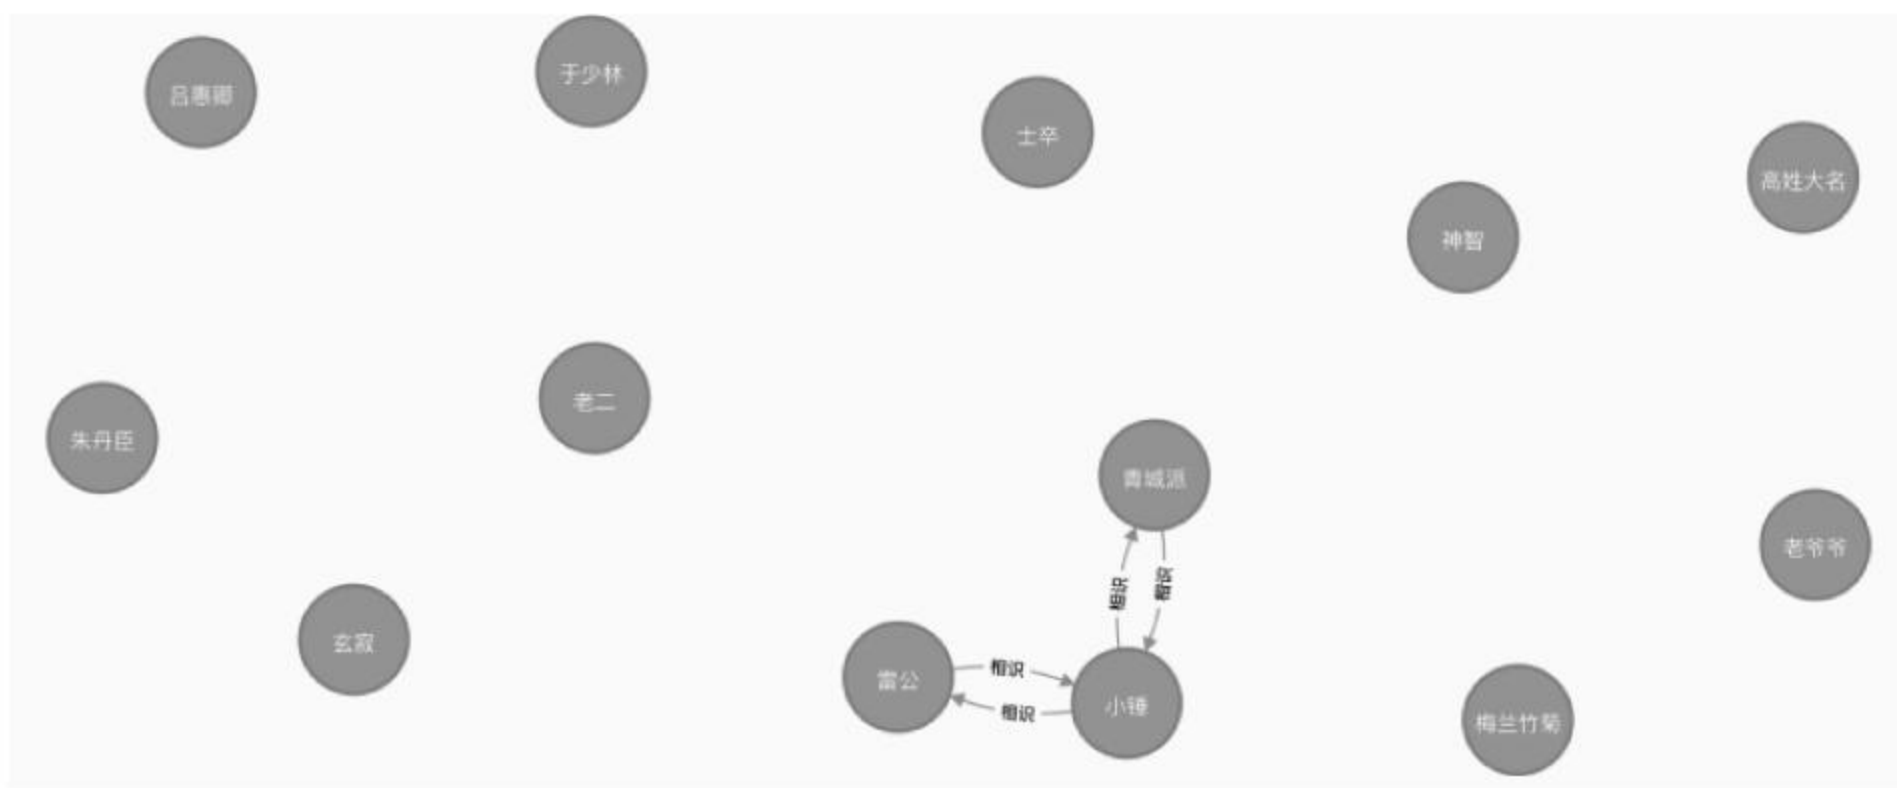 吕惠卿
于少林
士卒
高姓大名
神智
老二
朱丹臣
青城派
老爷爷
相识
相识
玄寂
雷公
相识
相识
小锤
梅兰竹菊